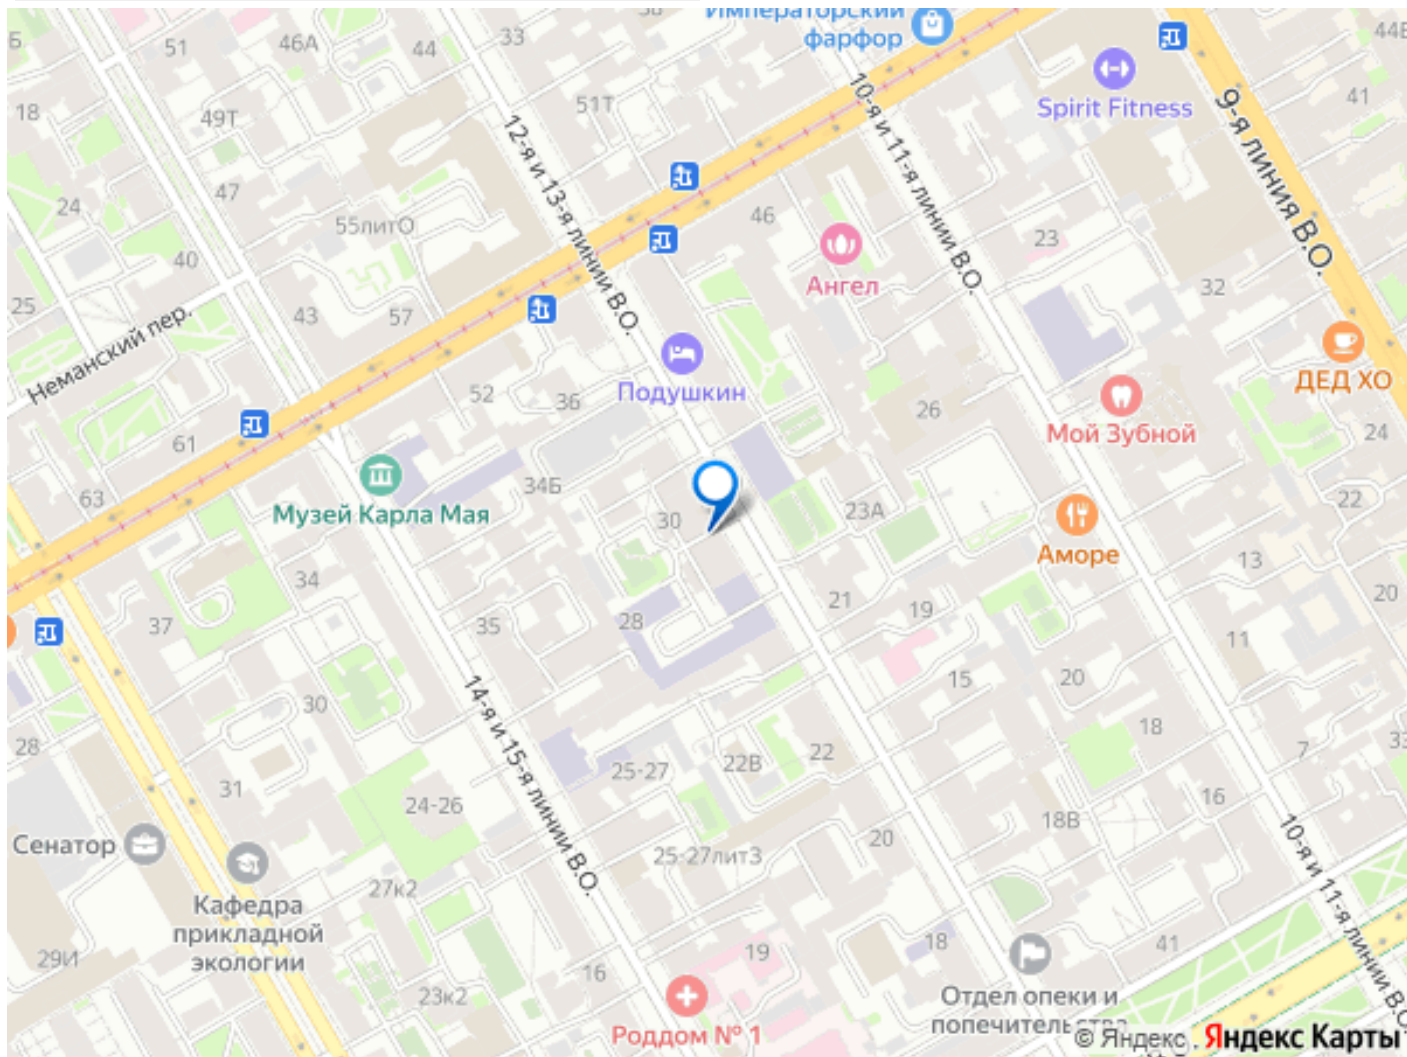 Императорский
фарфор
51
46А
44
33
44Б
Spirit Fitness
41
18
49Т
51Т
12-я и 13-я линии В.О.
10-я и 11-я линии В.О.
9-я линия В.О.
24
47
55литО
46
Ангел
23
40
32
25
43
57
Неманский пер.
Подушкин
ДЕД ХО
52
36
26
Мой Зубной
24
61
63
Музей Карла Мая
34Б
30
23А
22
Аморе
13
34
20
37
35
28
21
19
11
15
20
30
14-я и 15-я линии В.О.
18
28
25-27
22В
22
7
31
24-26
16
Сенатор
18В
20
25-27литЗ
10-я и 11-я линии В.О.
27к2
Кафедра
прикладной
экологии
29И
16
19
18
41
23к2
Отдел опеки и
попечительства
Роддом № 1
© Яндекс
Яндекс Карты